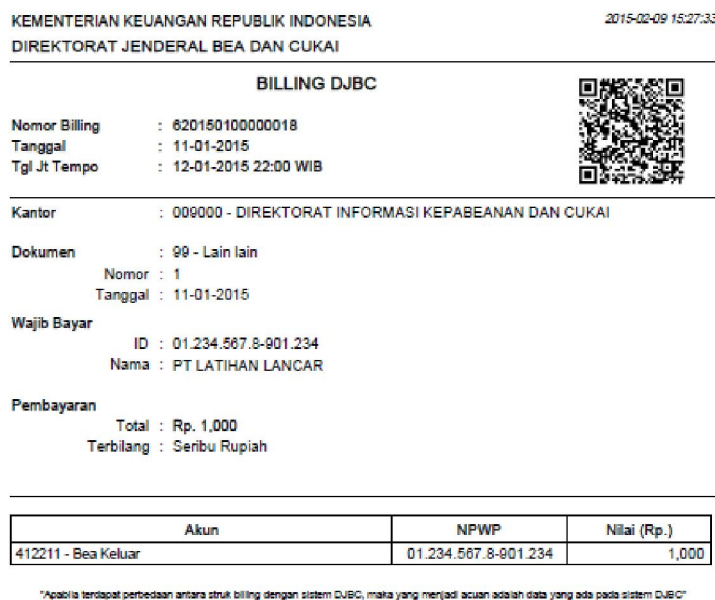 KEMENTERIAN KEUANGAN REPUBLIK INDONESIA 2015-02-09 15:27:33
DIREKTORAT JENDERAL BEA DAN CUKAI
BILLING DJBC
Nomor Billing : 620150100000018
Tanggal : 11-01-2015
Tgl Jt Tempo : 12-01-2015 22:00 WIB
Kantor : 009000 - DIREKTORAT INFORMASI KEPABEANAN DAN CUKAI
Dokumen : 99 - Lain lain
Nomor : 1
Tanggal : 11-01-2015
Wajib Bayar
ID : 01.234.567.8-901.234
Nama : PT LATIHAN LANCAR
Pembayaran
Total : Rp. 1,000
Terbilang : Seribu Rupiah
Akun NPWP Nilai (Rp.)
412211 - Bea Keluar 01.234.567.8-901.234 1,000
"Apabila terdapat perbedaan antara struk billing dengan sistem DJBC, maka yang menjadi acuan adalah data yang ada pada sistem DJBC"